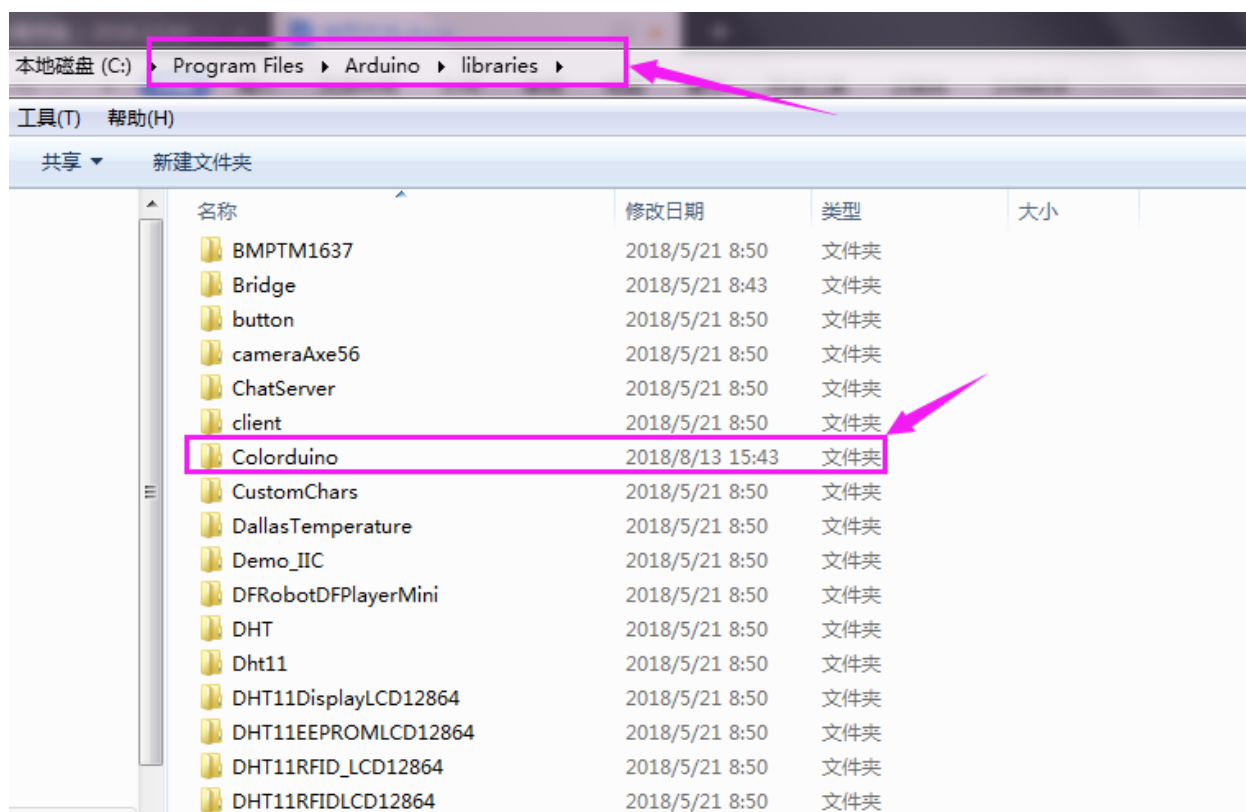 本地磁盘 (C:) ▸ Program Files ▸ Arduino ▸ libraries ▸
工具(T) 帮助(H)
共享 ▼ 新建文件夹
名称 修改日期 类型 大小
BMPTM1637 2018/5/21 8:50 文件夹
Bridge 2018/5/21 8:43 文件夹
button 2018/5/21 8:50 文件夹
cameraAxe56 2018/5/21 8:50 文件夹
ChatServer 2018/5/21 8:50 文件夹
client 2018/5/21 8:50 文件夹
Colorduino 2018/8/13 15:43 文件夹
CustomChars 2018/5/21 8:50 文件夹
DallasTemperature 2018/5/21 8:50 文件夹
Demo_IIC 2018/5/21 8:50 文件夹
DFRobotDFPlayerMini 2018/5/21 8:50 文件夹
DHT 2018/5/21 8:50 文件夹
Dht11 2018/5/21 8:50 文件夹
DHT11DisplayLCD12864 2018/5/21 8:50 文件夹
DHT11EEPROMLCD12864 2018/5/21 8:50 文件夹
DHT11RFID_LCD12864 2018/5/21 8:50 文件夹
DHT11RFIDLCD12864 2018/5/21 8:50 文件夹